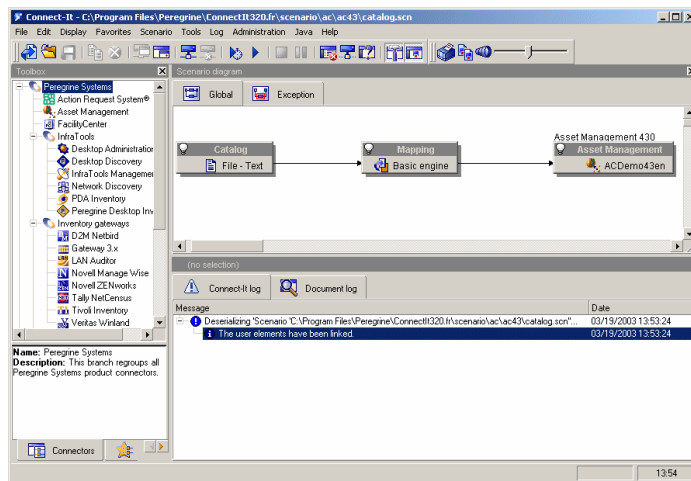 Connect-It - C:\Program Files\Peregrine\ConnectIt320.fr\scenario\ac\ac43\catalog.scn
File Edit Display Favorites Scenario Tools Log Administration Java Help
Toolbox
Peregrine Systems
Action Request System®
Asset Management
FacilityCenter
InfraTools
Desktop Administration
Desktop Discovery
InfraTools Managemer
Network Discovery
PDA Inventory
Peregrine Desktop Inv
Inventory gateways
D2M Netbird
Gateway 3.x
LAN Auditor
Novell Manage Wise
Novell ZENworks
Tally NetCensus
Tivoli Inventory
Veritas Winland
Name: Peregrine Systems
Description: This branch regroups all
Peregrine Systems product connectors.
Connectors
Scenario diagram
Global Exception
Catalog
File - Text
Mapping
Basic engine
Asset Management 430
Asset Management
ACDemo43en
(no selection)
Connect-It log Document log
Message Date
Deserializing 'Scenario 'C:\Program Files\Peregrine\ConnectIt320.fr\scenario\ac\ac43\catalog.scn''... 03/19/2003 13:53:24
The user elements have been linked. 03/19/2003 13:53:24
13:54